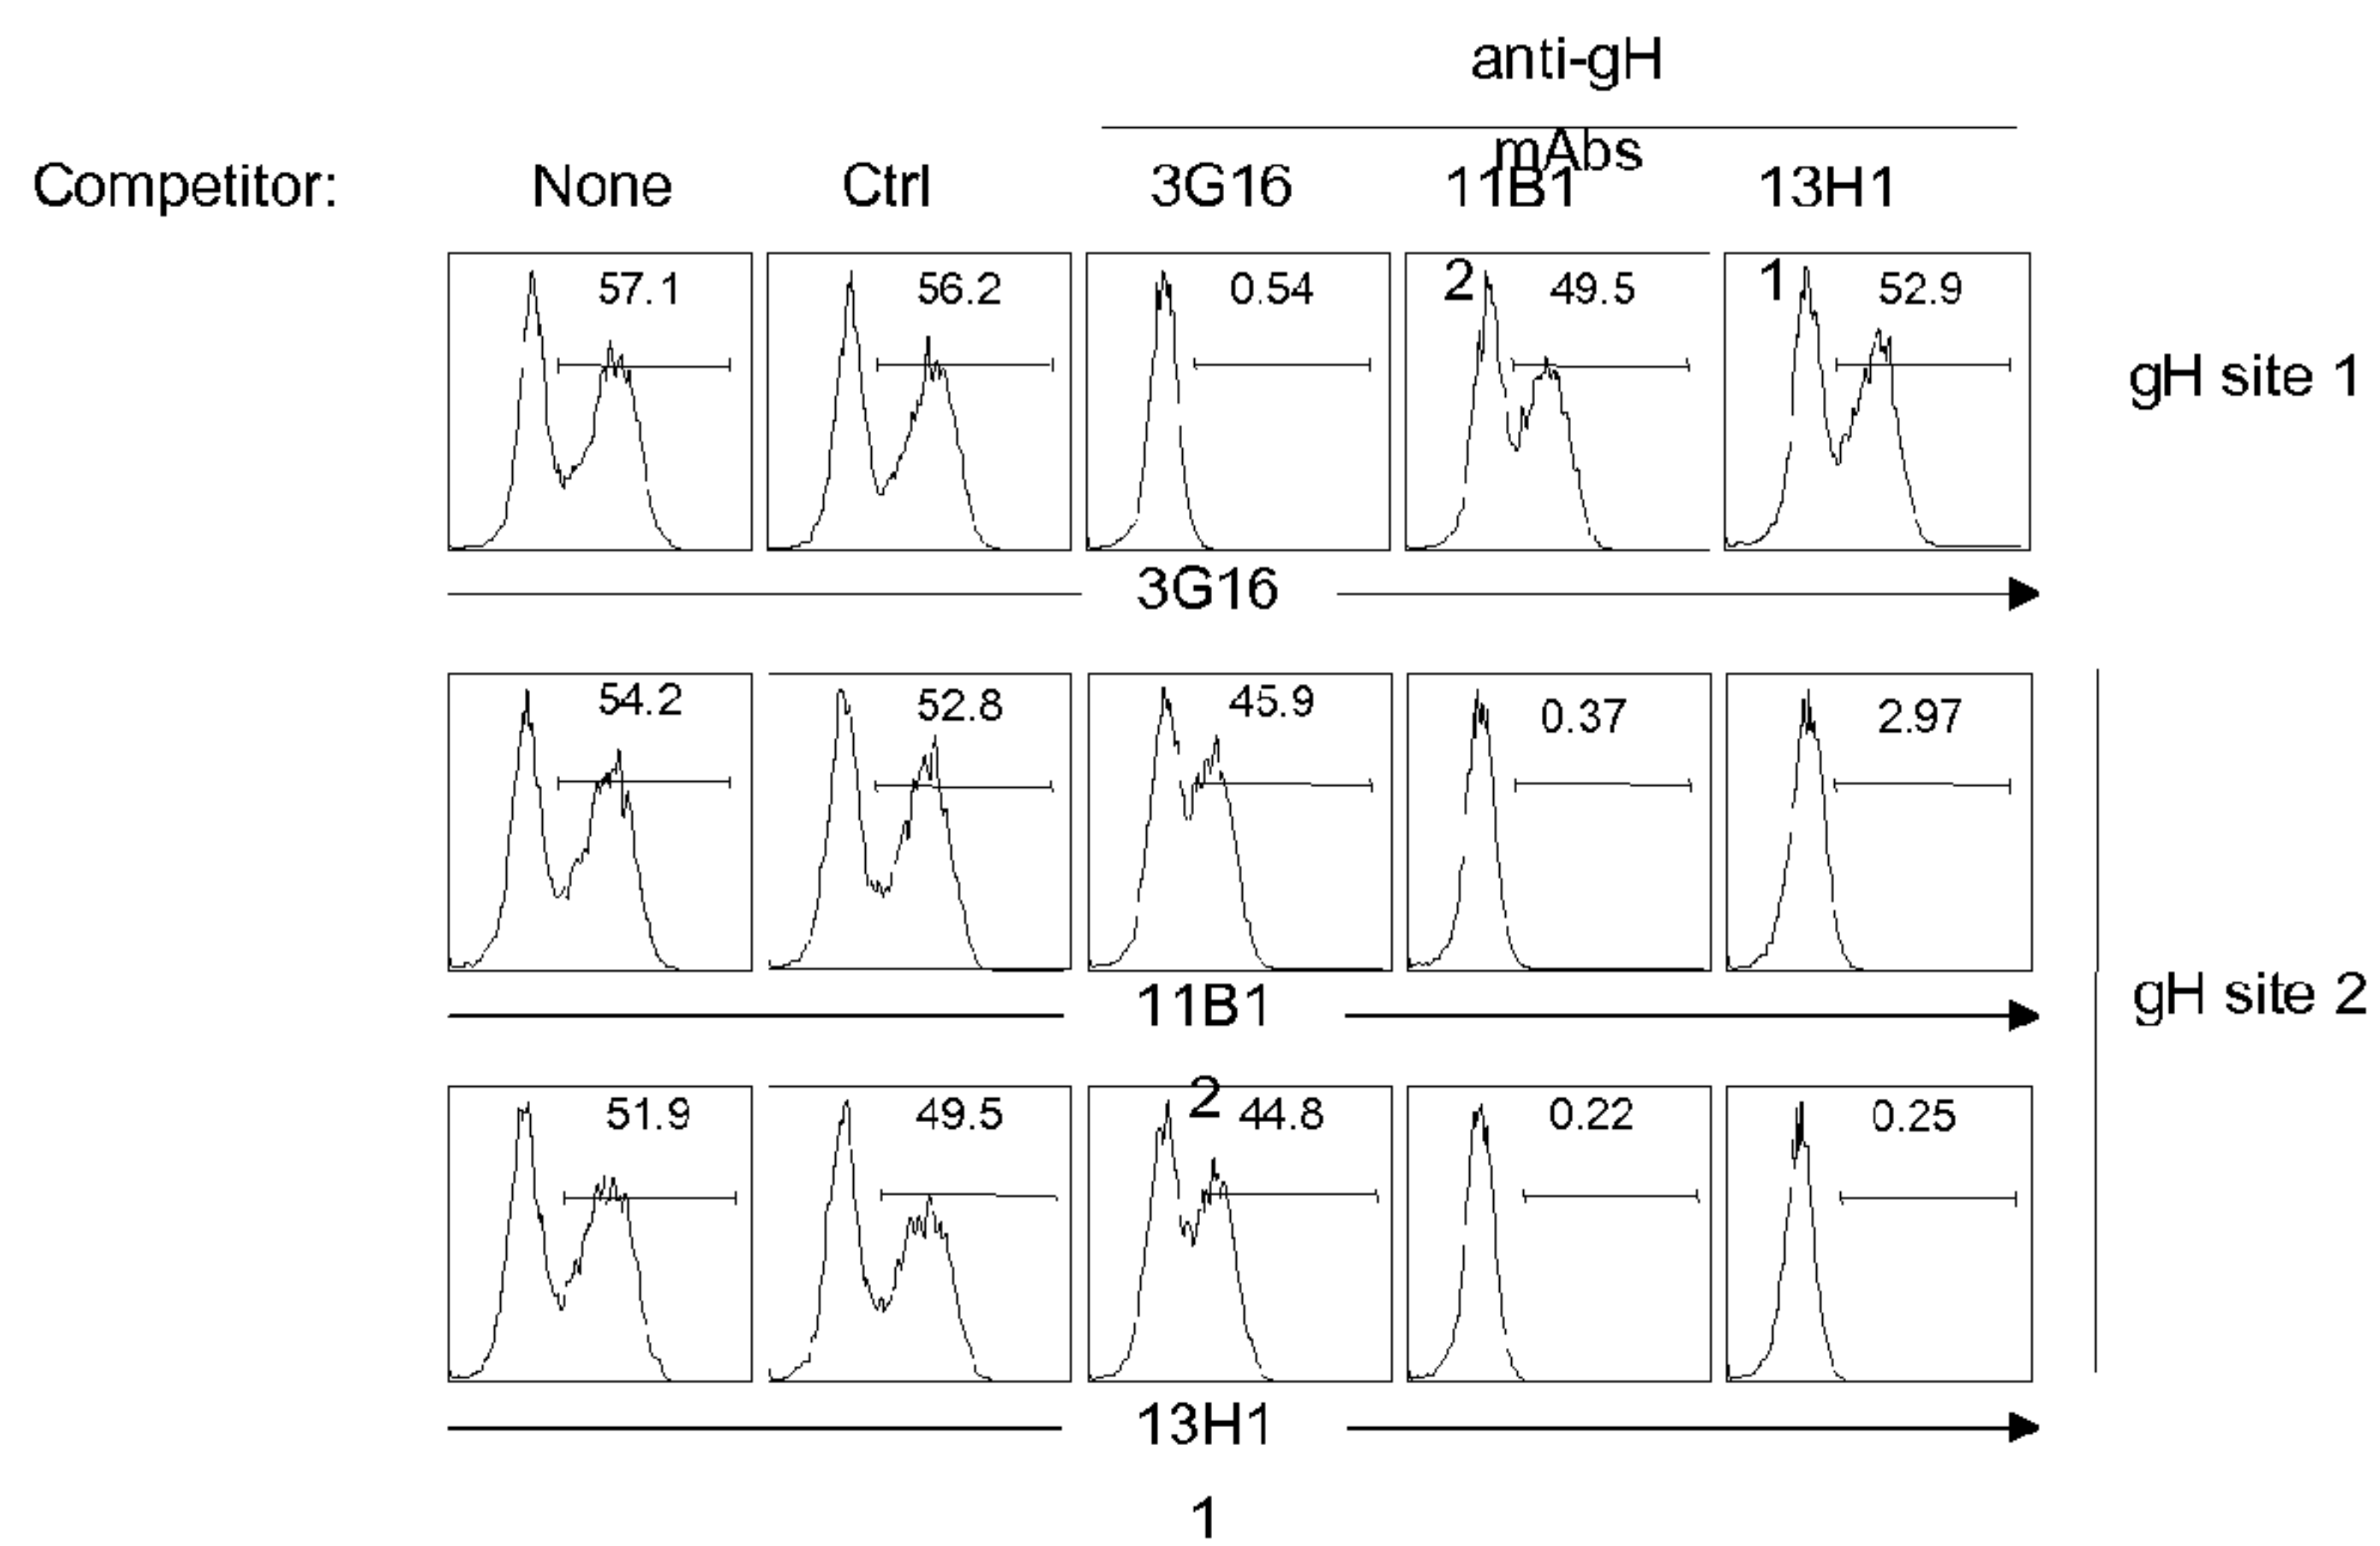 anti-gH
mAbs
Competitor: None Ctrl 3G16 11B1 13H1
2 1
57.1 56.2 0.54 49.5 52.9
gH site 1
3G16
54.2 52.8 45.9 0.37 2.97
gH site 2
11B1
2
51.9 49.5 44.8 0.22 0.25
13H1
1